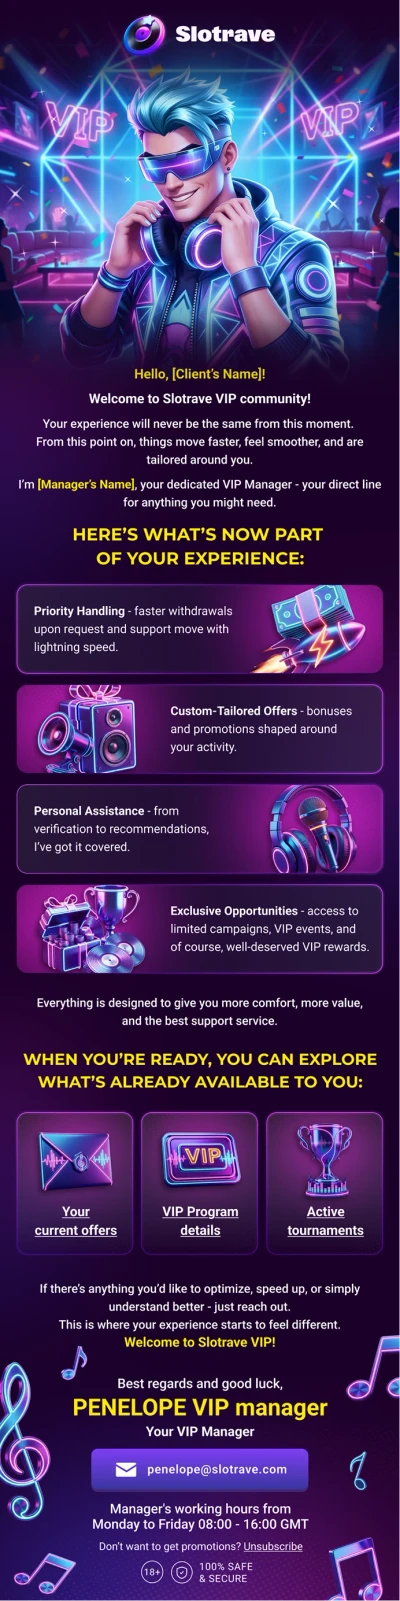 Slotrave
VIP
VIP
Hello, [Client's Name]!
Welcome to Slotrave VIP community!
Your experience will never be the same from this moment.
From this point on, things move faster, feel smoother, and are
tailored around you.
I'm [Manager's Name], your dedicated VIP Manager - your direct line
for anything you might need.
HERE'S WHAT'S NOW PART
OF YOUR EXPERIENCE:
Priority Handling - faster withdrawals
upon request and support move with
lightning speed.
Custom-Tailored Offers - bonuses
and promotions shaped around
your activity.
Personal Assistance - from
verification to recommendations,
I've got it covered.
Exclusive Opportunities - access to
limited campaigns, VIP events, and
of course, well-deserved VIP rewards.
Everything is designed to give you more comfort, more value,
and the best support service.
WHEN YOU'RE READY, YOU CAN EXPLORE
WHAT'S ALREADY AVAILABLE TO YOU:
VIP
Your
current offers
VIP Program
details
Active
tournaments
If there's anything you'd like to optimize, speed up, or simply
understand better - just reach out.
This is where your experience starts to feel different.
Welcome to Slotrave VIP!
Best regards and good luck,
PENELOPE VIP manager
Your VIP Manager
penelope@slotrave.com
Manager's working hours from
Monday to Friday 08:00 - 16:00 GMT
Don't want to get promotions? Unsubscribe
18+
100% SAFE
& SECURE